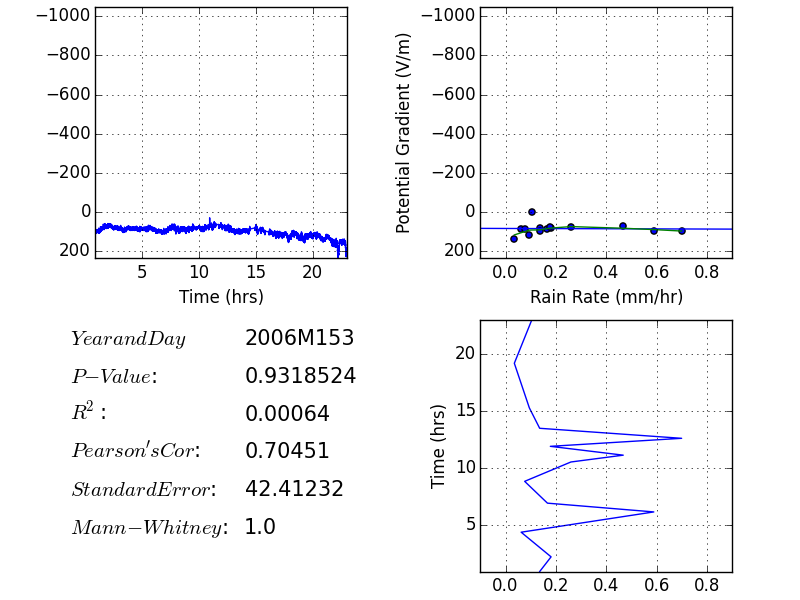 −1000
−800
−600
−400
−200
0
200
5 10 15 20
Time (hrs)
Potential Gradient (V/m)
−1000
−800
−600
−400
−200
0
200
0.0 0.2 0.4 0.6 0.8
Rain Rate (mm/hr)
YearandDay 2006M153
P−Value: 0.9318524
R²: 0.00064
Pearson'sCor: 0.70451
StandardError: 42.41232
Mann−Whitney: 1.0
Time (hrs)
20
15
10
5
0.0 0.2 0.4 0.6 0.8